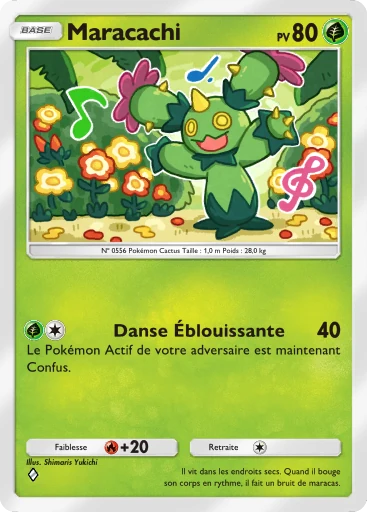 BASE Maracachi PV 80
N° 0556 Pokémon Cactus Taille : 1,0 m Poids : 28,0 kg
Danse Éblouissante 40
Le Pokémon Actif de votre adversaire est maintenant
Confus.
Faiblesse +20 Retraite
Illus. Shimaris Yukichi
Il vit dans les endroits secs. Quand il bouge
son corps en rythme, il fait un bruit de maracas.